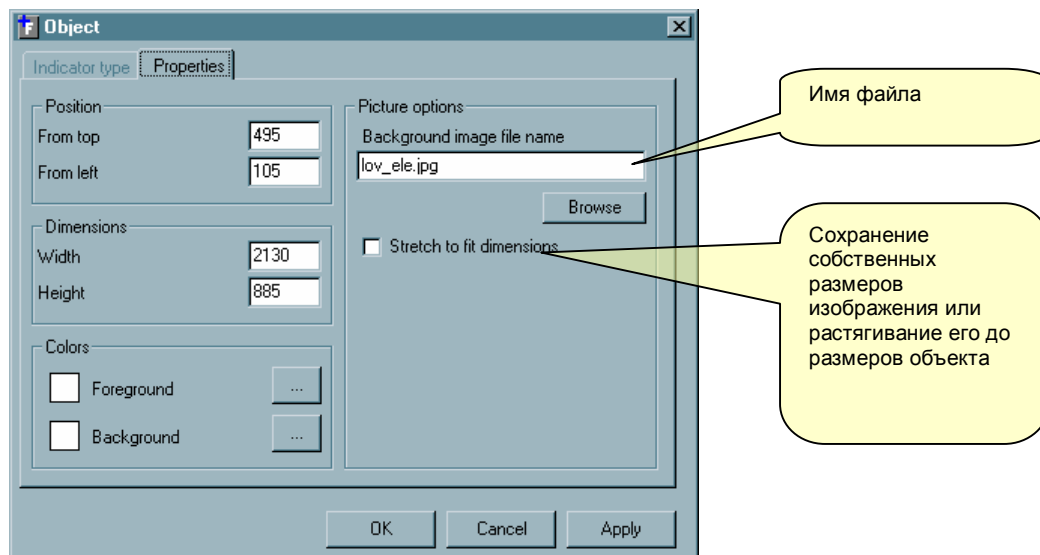 Object
Indicator type
Properties
Position
From top
495
From left
105
Dimensions
Width
2130
Height
885
Colors
Foreground
...
Background
...
Picture options
Background image file name
lov_ele.jpg
Browse
Stretch to fit dimensions
OK
Cancel
Apply
Имя файла
Сохранение
собственных
размеров
изображения или
растягивание его до
размеров объекта